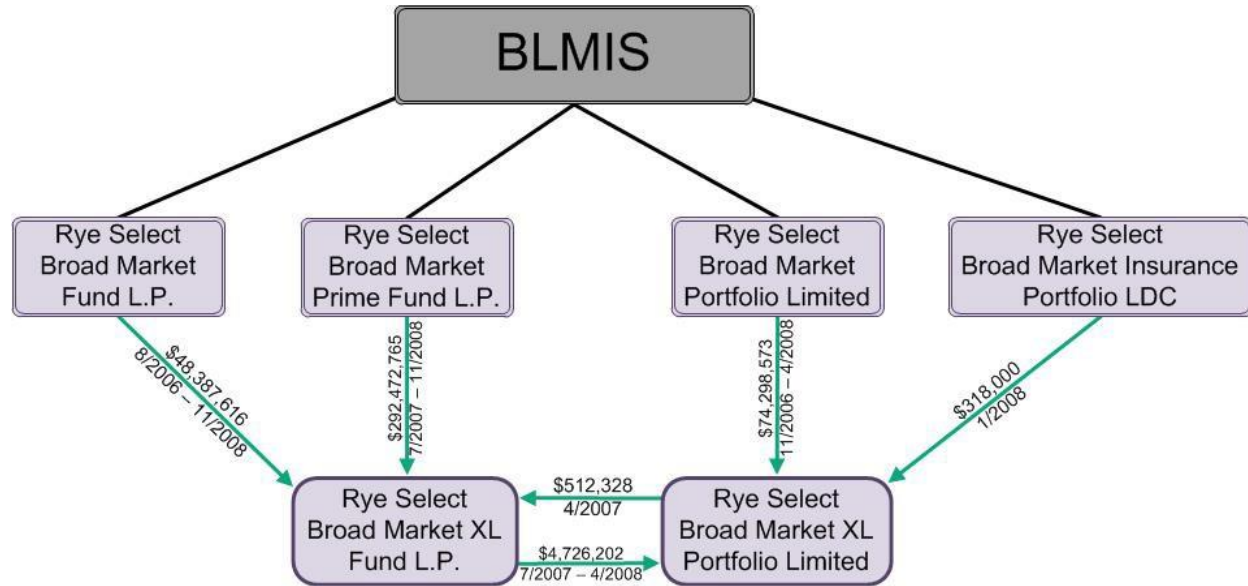 BLMIS
Rye Select
Broad Market
Fund L.P.
Rye Select
Broad Market
Prime Fund L.P.
Rye Select
Broad Market
Portfolio Limited
Rye Select
Broad Market Insurance
Portfolio LDC
$48,387,616
8/2006 – 11/2008
$292,472,765
7/2007 – 11/2008
$74,298,573
11/2006 – 4/2008
$318,000
1/2008
Rye Select
Broad Market XL
Fund L.P.
$512,328
4/2007
$4,726,202
7/2007 – 4/2008
Rye Select
Broad Market XL
Portfolio Limited